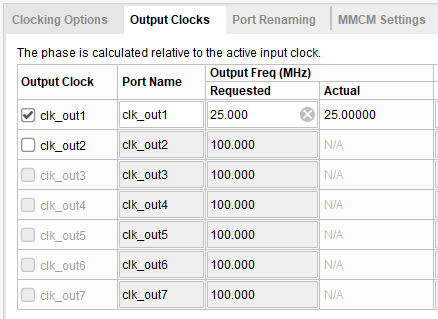 Clocking Options Output Clocks Port Renaming MMCM Settings
The phase is calculated relative to the active input clock.
Output Clock Port Name Output Freq (MHz)
Requested Actual
clk_out1 clk_out1 25.000 25.00000
clk_out2 clk_out2 100.000 N/A
clk_out3 clk_out3 100.000 N/A
clk_out4 clk_out4 100.000 N/A
clk_out5 clk_out5 100.000 N/A
clk_out6 clk_out6 100.000 N/A
clk_out7 clk_out7 100.000 N/A